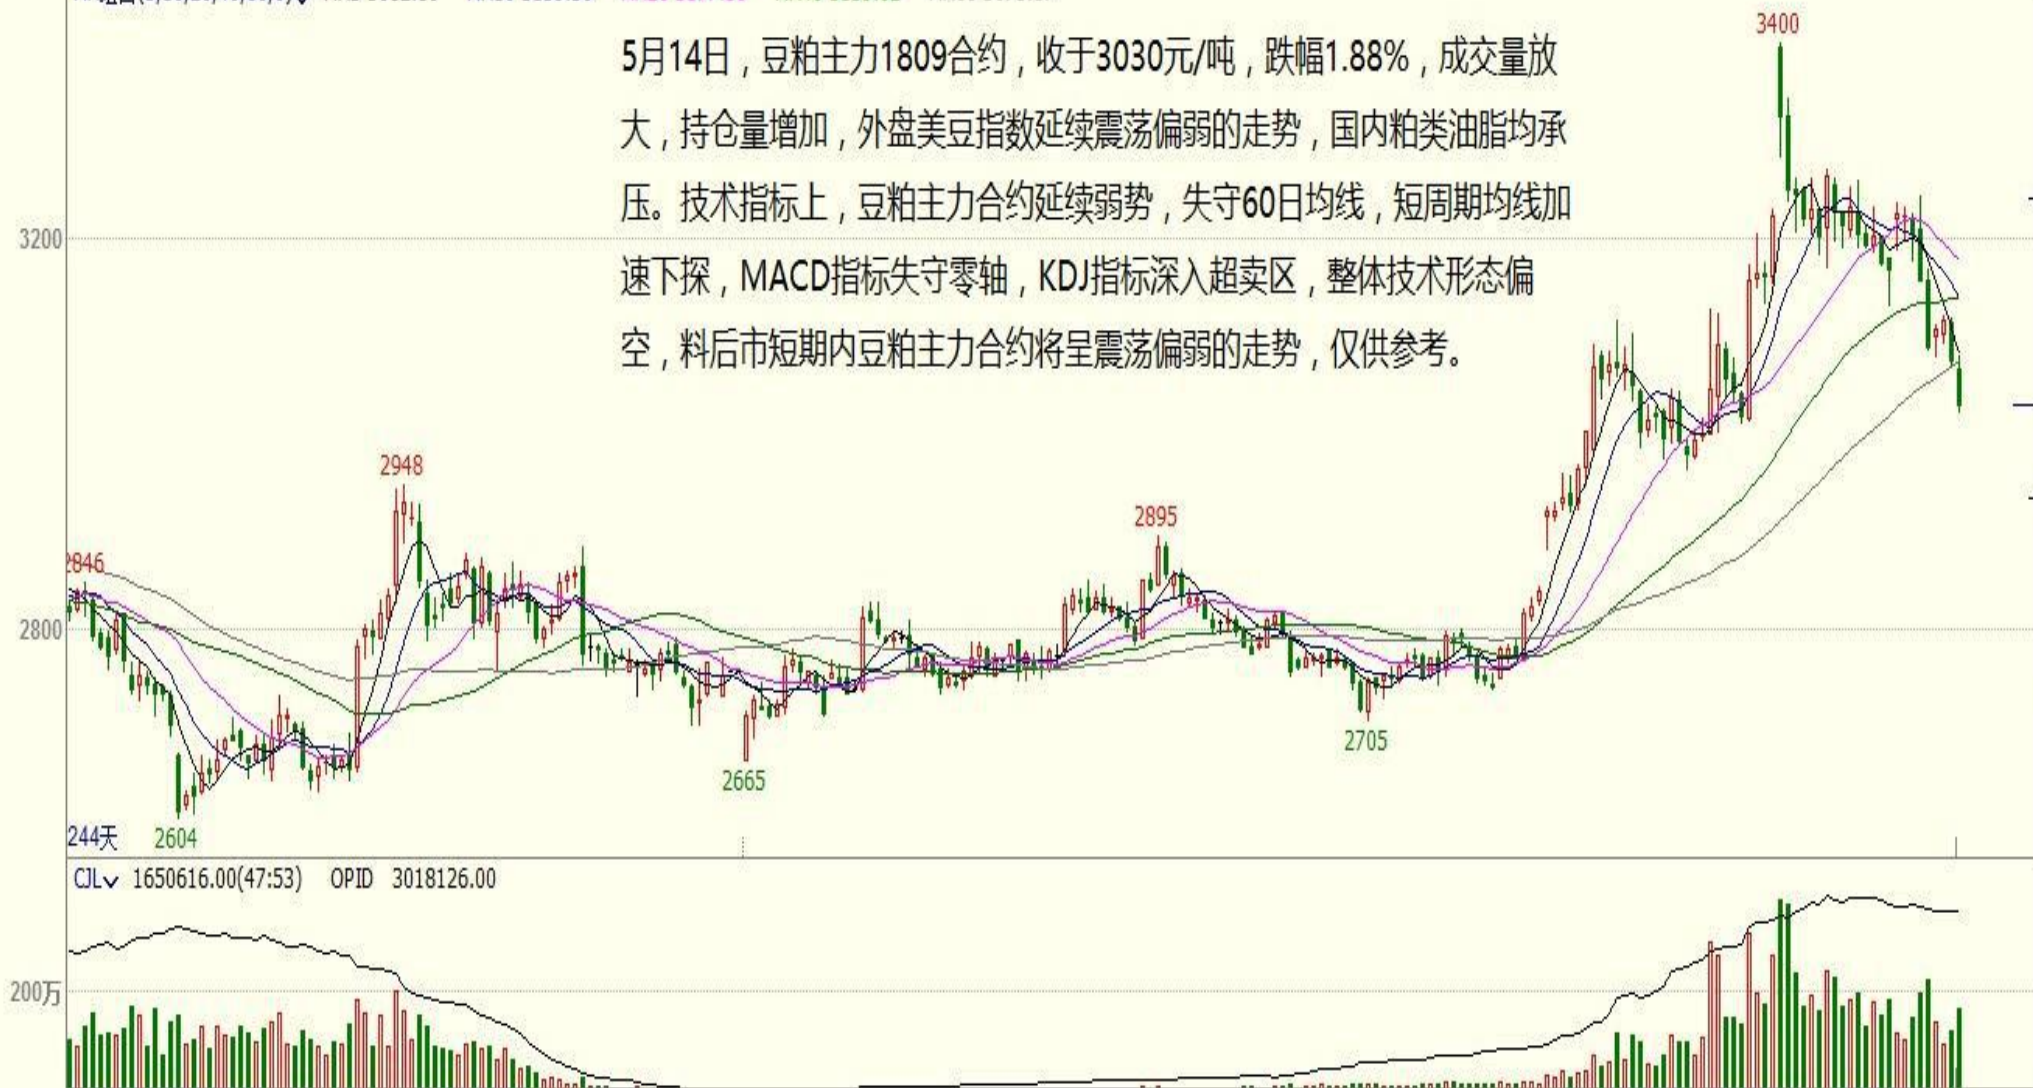 3400
5月14日，豆粕主力1809合约，收于3030元/吨，跌幅1.88%，成交量放
大，持仓量增加，外盘美豆指数延续震荡偏弱的走势，国内粕类油脂均承
压。技术指标上，豆粕主力合约延续弱势，失守60日均线，短周期均线加
速下探，MACD指标失守零轴，KDJ指标深入超卖区，整体技术形态偏
空，料后市短期内豆粕主力合约将呈震荡偏弱的走势，仅供参考。
3200
2948
2895
2846
2800
2705
2665
244天 2604
CJL 1650616.00(47:53) OPID 3018126.00
200万